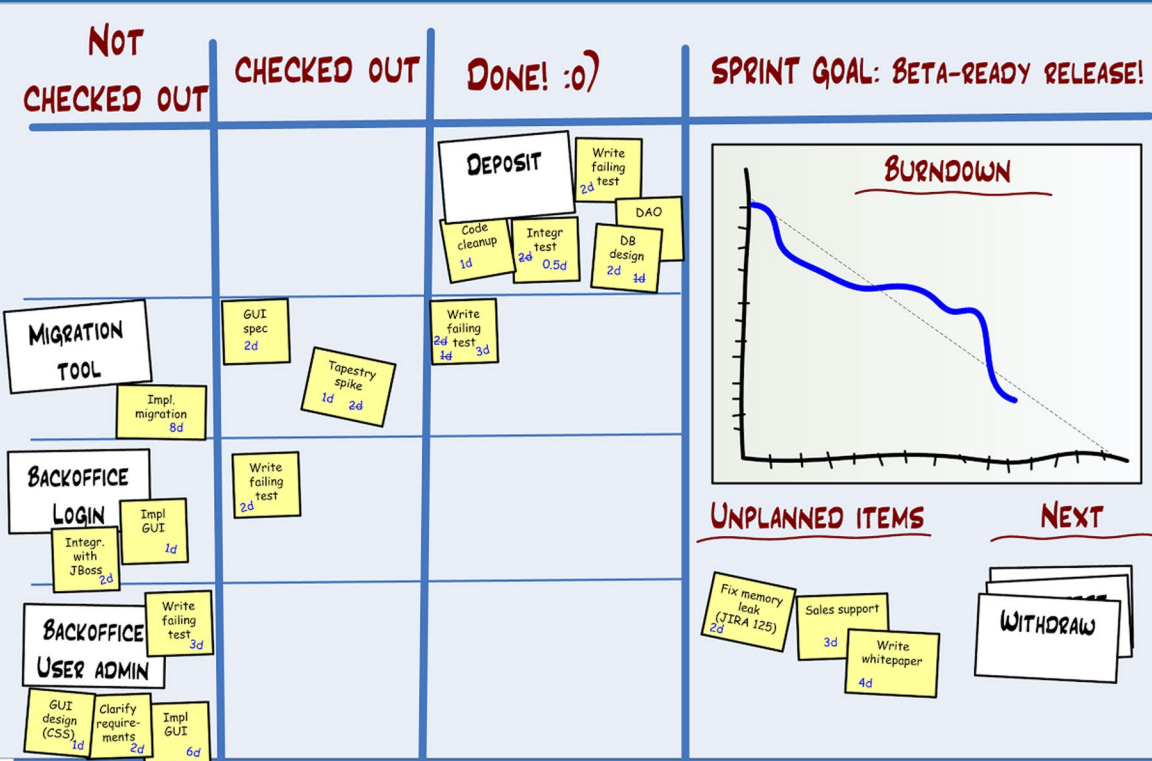 NOT
CHECKED OUT
CHECKED OUT
DONE! :o)
SPRINT GOAL: BETA-READY RELEASE!
DEPOSIT
Write
failing
test
2d
DAO
Code
cleanup
1d
Integr
test
2d
0.5d
DB
design
2d 1d
MIGRATION
TOOL
Impl.
migration
8d
GUI
spec
2d
Tapestry
spike
1d 2d
Write
failing
test
2d
1d
3d
BACKOFFICE
LOGIN
Impl
GUI
1d
Integr.
with
JBoss
2d
Write
failing
test
2d
BACKOFFICE
USER ADMIN
Write
failing
test
3d
GUI
design
(CSS)
1d
Clarify
require-
ments
2d
Impl
GUI
6d
BURNDOWN
UNPLANNED ITEMS
NEXT
Fix memory
leak
(JIRA 125)
2d
Sales support
3d
Write
whitepaper
4d
WITHDRAW